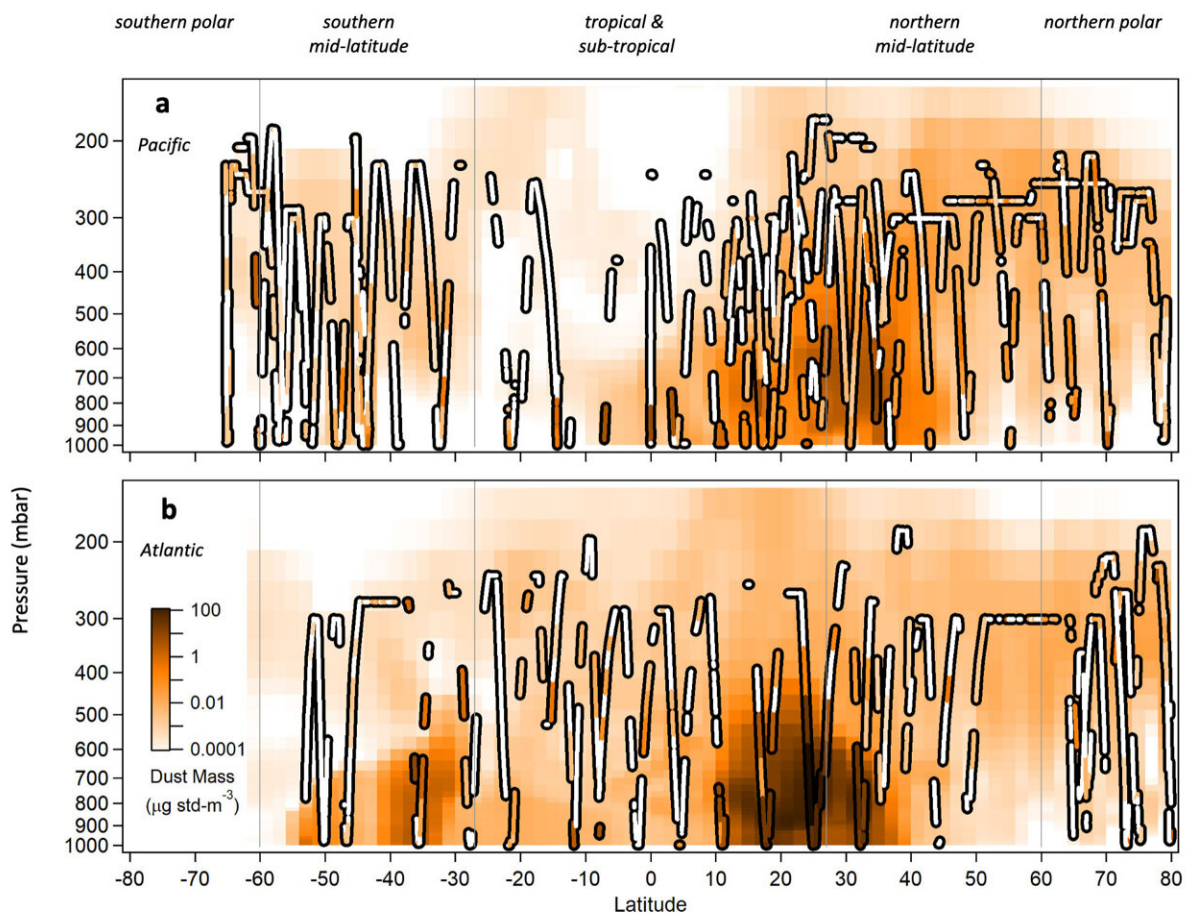 southern polar southern tropical & northern northern polar
mid-latitude sub-tropical mid-latitude
a
Pacific
200
300
400
500
600
700
800
900
1000
b
Atlantic
200
300
400
500
600
700
800
900
1000
100
1
0.01
0.0001
Dust Mass
(µg std-m⁻³)
Pressure (mbar)
-80 -70 -60 -50 -40 -30 -20 -10 0 10 20 30 40 50 60 70 80
Latitude